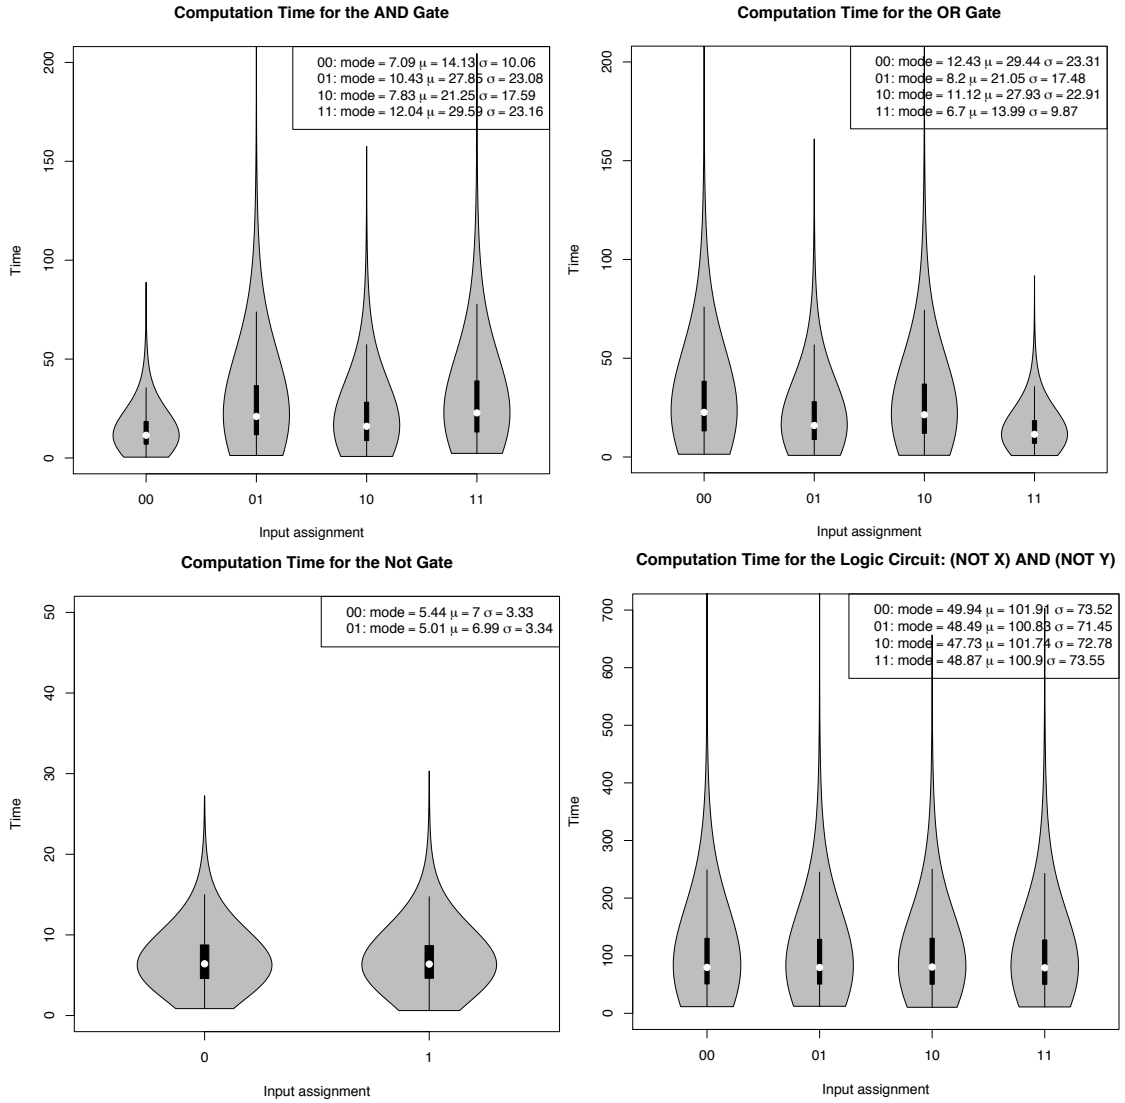 Computation Time for the AND Gate
00: mode = 7.09 μ = 14.13 σ = 10.06
01: mode = 10.43 μ = 27.85 σ = 23.08
10: mode = 7.83 μ = 21.25 σ = 17.59
11: mode = 12.04 μ = 29.59 σ = 23.16
200
150
100
50
0
Time
00 01 10 11
Input assignment
Computation Time for the OR Gate
00: mode = 12.43 μ = 29.44 σ = 23.31
01: mode = 8.2 μ = 21.05 σ = 17.48
10: mode = 11.12 μ = 27.93 σ = 22.91
11: mode = 6.7 μ = 13.99 σ = 9.87
200
150
100
50
0
Time
00 01 10 11
Input assignment
Computation Time for the Not Gate
00: mode = 5.44 μ = 7 σ = 3.33
01: mode = 5.01 μ = 6.99 σ = 3.34
50
40
30
20
10
0
Time
0 1
Input assignment
Computation Time for the Logic Circuit: (NOT X) AND (NOT Y)
00: mode = 49.94 μ = 101.91 σ = 73.52
01: mode = 48.49 μ = 100.83 σ = 71.45
10: mode = 47.73 μ = 101.74 σ = 72.78
11: mode = 48.87 μ = 100.9 σ = 73.55
700
600
500
400
300
200
100
0
Time
00 01 10 11
Input assignment